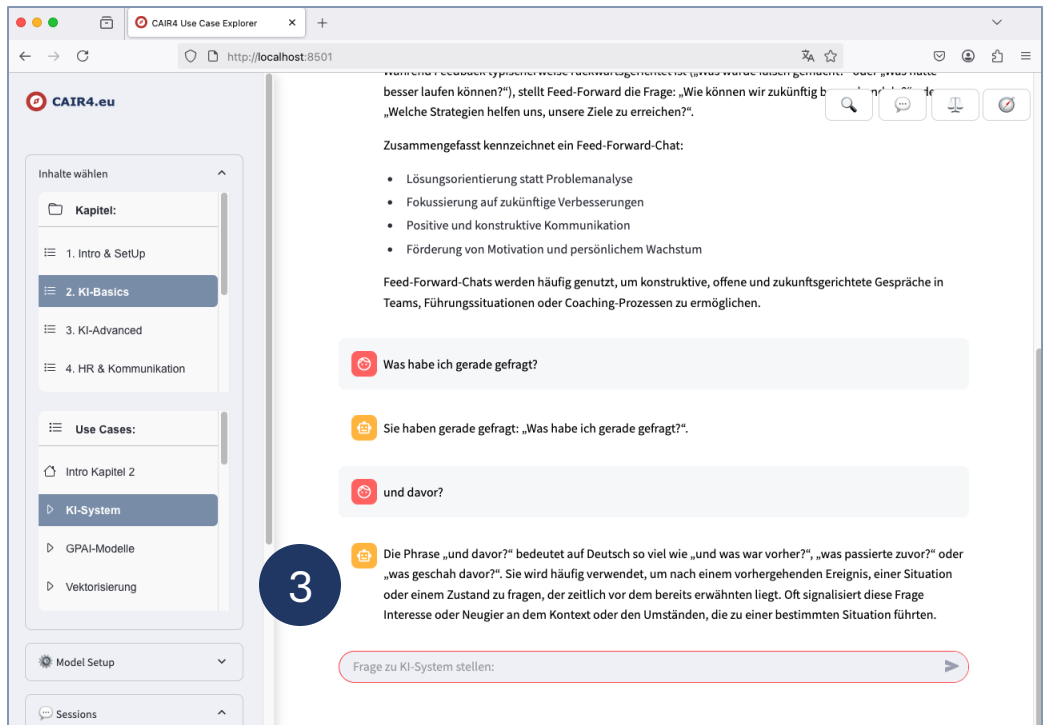 CAIR4 Use Case Explorer
http://localhost:8501
CAIR4.eu
Inhalte wählen
Kapitel:
1. Intro & SetUp
2. KI-Basics
3. KI-Advanced
4. HR & Kommunikation
Use Cases:
Intro Kapitel 2
KI-System
GPAI-Modelle
Vektorisierung
Model Setup
Sessions
besser laufen können?“), stellt Feed-Forward die Frage: „Wie können wir zukünftig
„Welche Strategien helfen uns, unsere Ziele zu erreichen?“.
Zusammengefasst kennzeichnet ein Feed-Forward-Chat:
• Lösungsorientierung statt Problemanalyse
• Fokussierung auf zukünftige Verbesserungen
• Positive und konstruktive Kommunikation
• Förderung von Motivation und persönlichem Wachstum
Feed-Forward-Chats werden häufig genutzt, um konstruktive, offene und zukunftsgerichtete Gespräche in
Teams, Führungssituationen oder Coaching-Prozessen zu ermöglichen.
Was habe ich gerade gefragt?
Sie haben gerade gefragt: „Was habe ich gerade gefragt?“.
und davor?
3
Die Phrase „und davor?“ bedeutet auf Deutsch so viel wie „und was war vorher?“, „was passierte zuvor?“ oder
„was geschah davor?“. Sie wird häufig verwendet, um nach einem vorhergehenden Ereignis, einer Situation
oder einem Zustand zu fragen, der zeitlich vor dem bereits erwähnten liegt. Oft signalisiert diese Frage
Interesse oder Neugier an dem Kontext oder den Umständen, die zu einer bestimmten Situation führten.
Frage zu KI-System stellen: